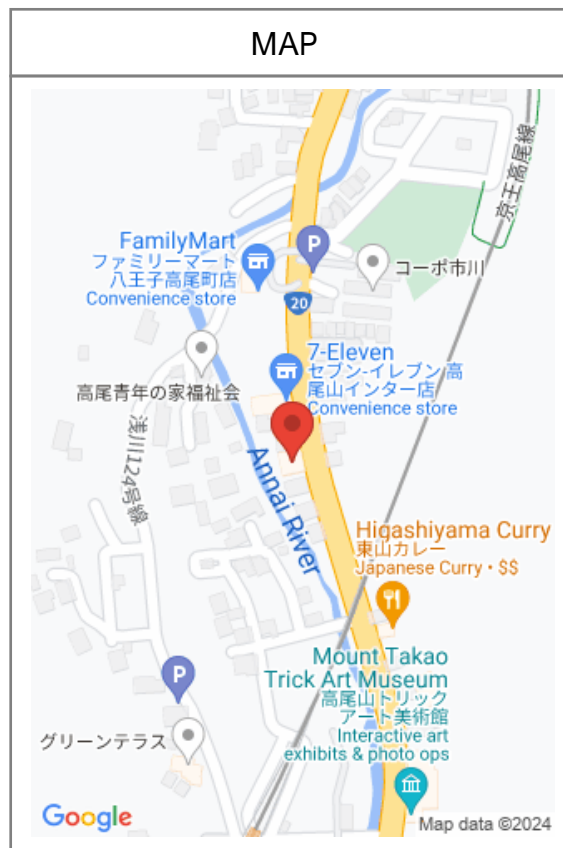 MAP
京王高尾線
FamilyMart
ファミリーマート
八王子高尾町店
Convenience store
P
コーポ市川
20
7-Eleven
セブン-イレブン 高
尾山インター店
Convenience store
高尾青年の家福祉会
浅川124号線
Annai River
Higashiyama Curry
東山カレー
Japanese Curry • $$
Mount Takao
Trick Art Museum
高尾山トリック
アート美術館
Interactive art
exhibits & photo ops
P
グリーンテラス
Google
Map data ©2024